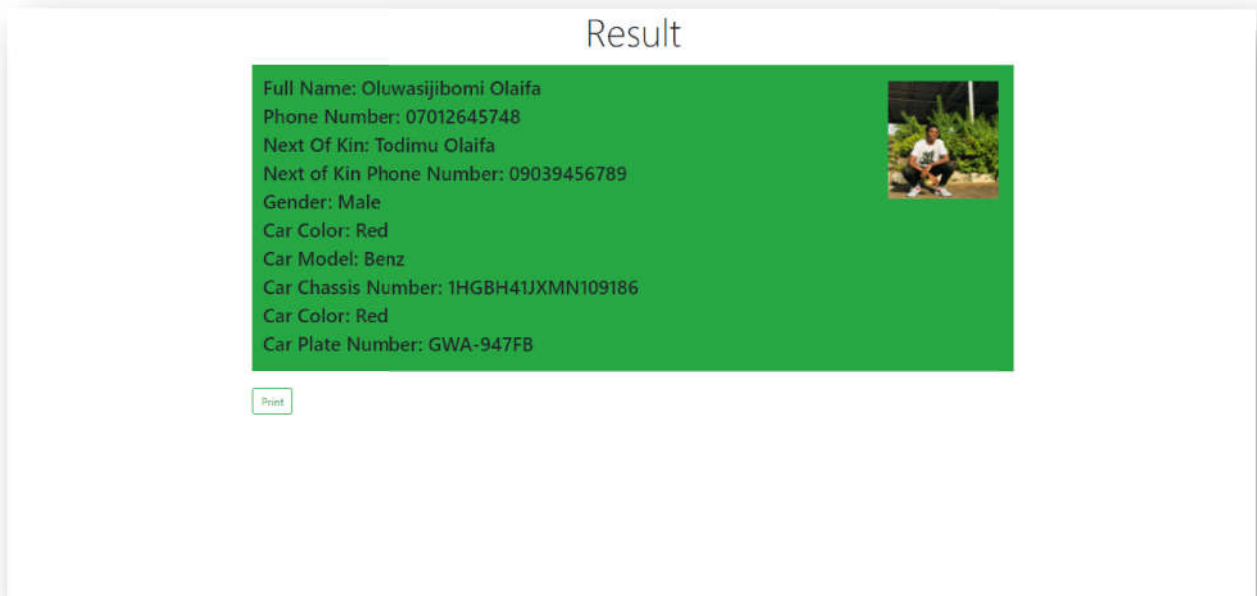 Result
Full Name: Oluwasijibomi Olaifa
Phone Number: 07012645748
Next Of Kin: Todimu Olaifa
Next of Kin Phone Number: 09039456789
Gender: Male
Car Color: Red
Car Model: Benz
Car Chassis Number: 1HGBH41JXMN109186
Car Color: Red
Car Plate Number: GWA-947FB
Print